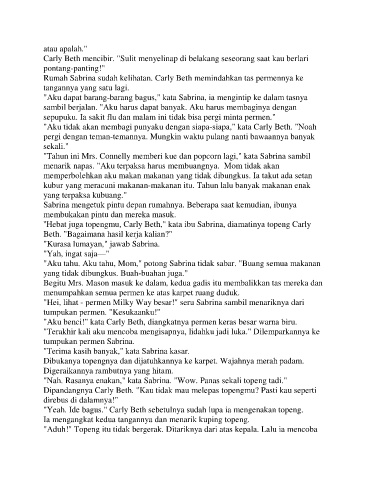 atau apalah."
Carly Beth mencibir. "Sulit menyelinap di belakang seseorang saat kau berlari
pontang-panting!"
Rumah Sabrina sudah kelihatan. Carly Beth memindahkan tas permennya ke
tangannya yang satu lagi.
"Aku dapat barang-barang bagus," kata Sabrina, ia mengintip ke dalam tasnya
sambil berjalan. "Aku harus dapat banyak. Aku harus membaginya dengan
sepupuku. Ia sakit flu dan malam ini tidak bisa pergi minta permen."
"Aku tidak akan membagi punyaku dengan siapa-siapa," kata Carly Beth. "Noah
pergi dengan teman-temannya. Mungkin waktu pulang nanti bawaannya banyak
sekali."
"Tahun ini Mrs. Connelly memberi kue dan popcorn lagi," kata Sabrina sambil
menarik napas. "Aku terpaksa harus membuangnya.  Mom tidak akan
memperbolehkan aku makan makanan yang tidak dibungkus. Ia takut ada setan
kubur yang meracuni makanan-makanan itu. Tahun lalu banyak makanan enak
yang terpaksa kubuang."
Sabrina mengetuk pintu depan rumahnya. Beberapa saat kemudian, ibunya
membukakan pintu dan mereka masuk.
"Hebat juga topengmu, Carly Beth," kata ibu Sabrina, diamatinya topeng Carly
Beth. "Bagaimana hasil kerja kalian?"
"Kurasa lumayan," jawab Sabrina.
"Yah, ingat saja—"
"Aku tahu. Aku tahu, Mom," potong Sabrina tidak sabar. "Buang semua makanan
yang tidak dibungkus. Buah-buahan juga."
Begitu Mrs. Mason masuk ke dalam, kedua gadis itu membalikkan tas mereka dan
menumpahkan semua permen ke atas karpet ruang duduk.
"Hei, lihat - permen Milky Way besar!" seru Sabrina sambil menariknya dari
tumpukan permen. "Kesukaanku!"
"Aku benci!" kata Carly Beth, diangkatnya permen keras besar warna biru.
"Terakhir kali aku mencoba mengisapnya, lidahku jadi luka." Dilemparkannya ke
tumpukan permen Sabrina.
"Terima kasih banyak," kata Sabrina kasar.
Dibukanya topengnya dan dijatuhkannya ke karpet. Wajahnya merah padam.
Digeraikannya rambutnya yang hitam.
"Nah. Rasanya enakan," kata Sabrina. "Wow. Panas sekali topeng tadi."
Dipandangnya Carly Beth. "Kau tidak mau melepas topengmu? Pasti kau seperti
direbus di dalamnya!"
"Yeah. Ide bagus." Carly Beth sebetulnya sudah lupa ia mengenakan topeng.
Ia mengangkat kedua tangannya dan menarik kuping topeng.
"Aduh!" Topeng itu tidak bergerak. Ditariknya dari atas kepala. Lalu ia mencoba